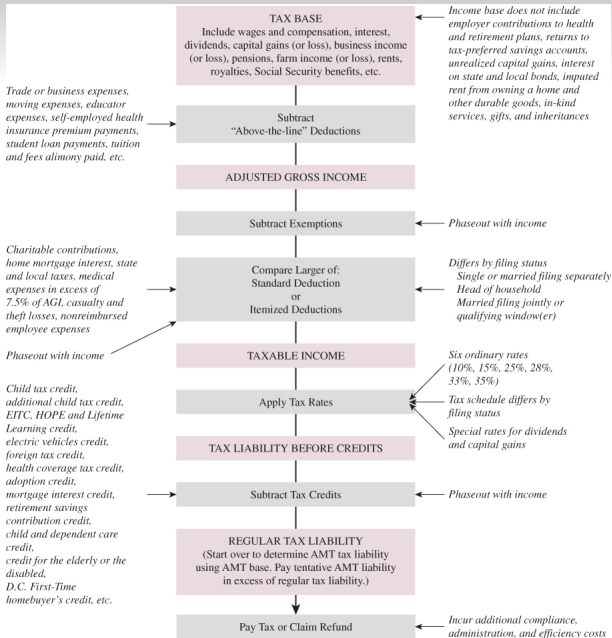 TAX BASE
Include wages and compensation, interest,
dividends, capital gains (or loss), business income
(or loss), pensions, farm income (or loss), rents,
royalties, Social Security benefits, etc.
Income base does not include
employer contributions to health
and retirement plans, returns to
tax-preferred savings accounts,
unrealized capital gains, interest
on state and local bonds, imputed
rent from owning a home and
other durable goods, in-kind
services, gifts, and inheritances
Trade or business expenses,
moving expenses, educator
expenses, self-employed health
insurance premium payments,
student loan payments, tuition
and fees alimony paid, etc.
Subtract
“Above-the-line” Deductions
ADJUSTED GROSS INCOME
Subtract Exemptions
Phaseout with income
Charitable contributions,
home mortgage interest, state
and local taxes, medical
expenses in excess of
7.5% of AGI, casualty and
theft losses, nonreimbursed
employee expenses
Phaseout with income
Compare Larger of:
Standard Deduction
or
Itemized Deductions
Differs by filing status
Single or married filing separately
Head of household
Married filing jointly or
qualifying window(er)
TAXABLE INCOME
Six ordinary rates
(10%, 15%, 25%, 28%,
33%, 35%)
Apply Tax Rates
Tax schedule differs by
filing status
Special rates for dividends
and capital gains
TAX LIABILITY BEFORE CREDITS
Child tax credit,
additional child tax credit,
EITC, HOPE and Lifetime
Learning credit,
electric vehicles credit,
foreign tax credit,
health coverage tax credit,
adoption credit,
mortgage interest credit,
retirement savings
contribution credit,
child and dependent care
credit,
credit for the elderly or the
disabled,
D.C. First-Time
homebuyer’s credit, etc.
Subtract Tax Credits
Phaseout with income
REGULAR TAX LIABILITY
(Start over to determine AMT tax liability
using AMT base. Pay tentative AMT liability
in excess of regular tax liability.)
Pay Tax or Claim Refund
Incur additional compliance,
administration, and efficiency costs